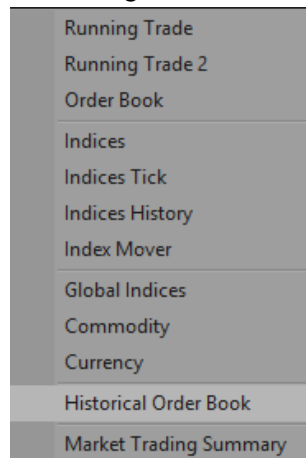 Running Trade
Running Trade 2
Order Book
Indices
Indices Tick
Indices History
Index Mover
Global Indices
Commodity
Currency
Historical Order Book
Market Trading Summary